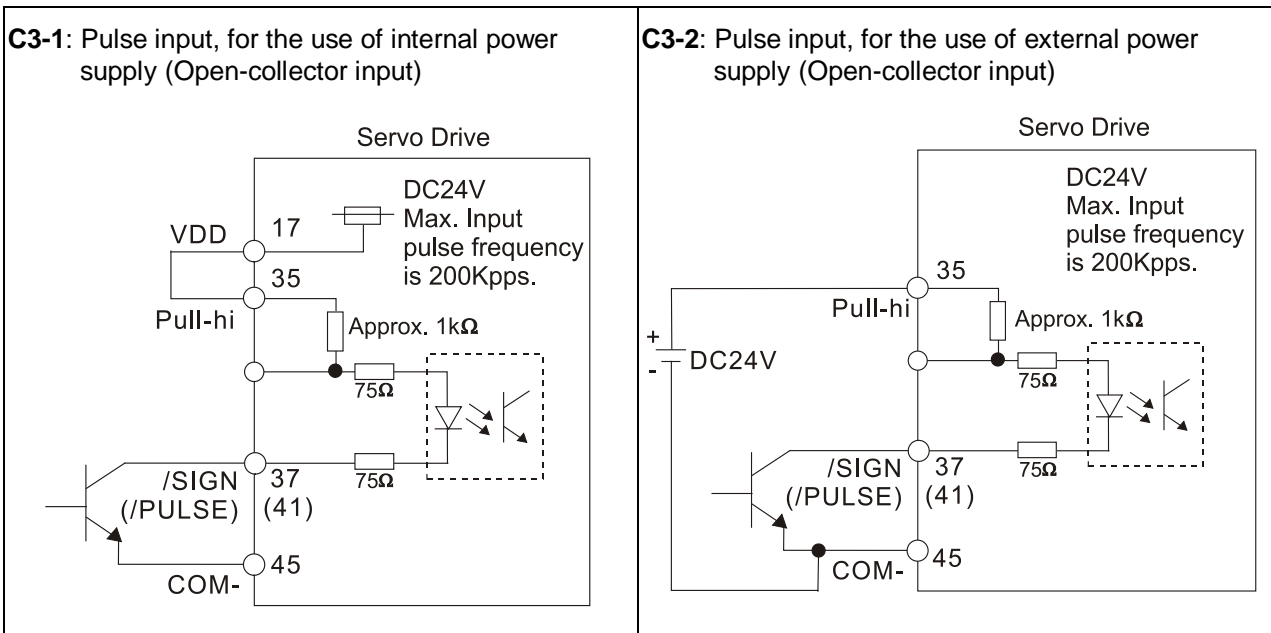 C3-1: Pulse input, for the use of internal power
supply (Open-collector input)
Servo Drive
DC24V
Max. Input
pulse frequency
is 200Kpps.
VDD
17
35
Pull-hi
Approx. 1kΩ
75Ω
/SIGN
(/PULSE)
37
(41)
75Ω
45
COM-
C3-2: Pulse input, for the use of external power
supply (Open-collector input)
Servo Drive
DC24V
Max. Input
pulse frequency
is 200Kpps.
35
Pull-hi
Approx. 1kΩ
+
-
DC24V
75Ω
/SIGN
(/PULSE)
37
(41)
75Ω
45
COM-